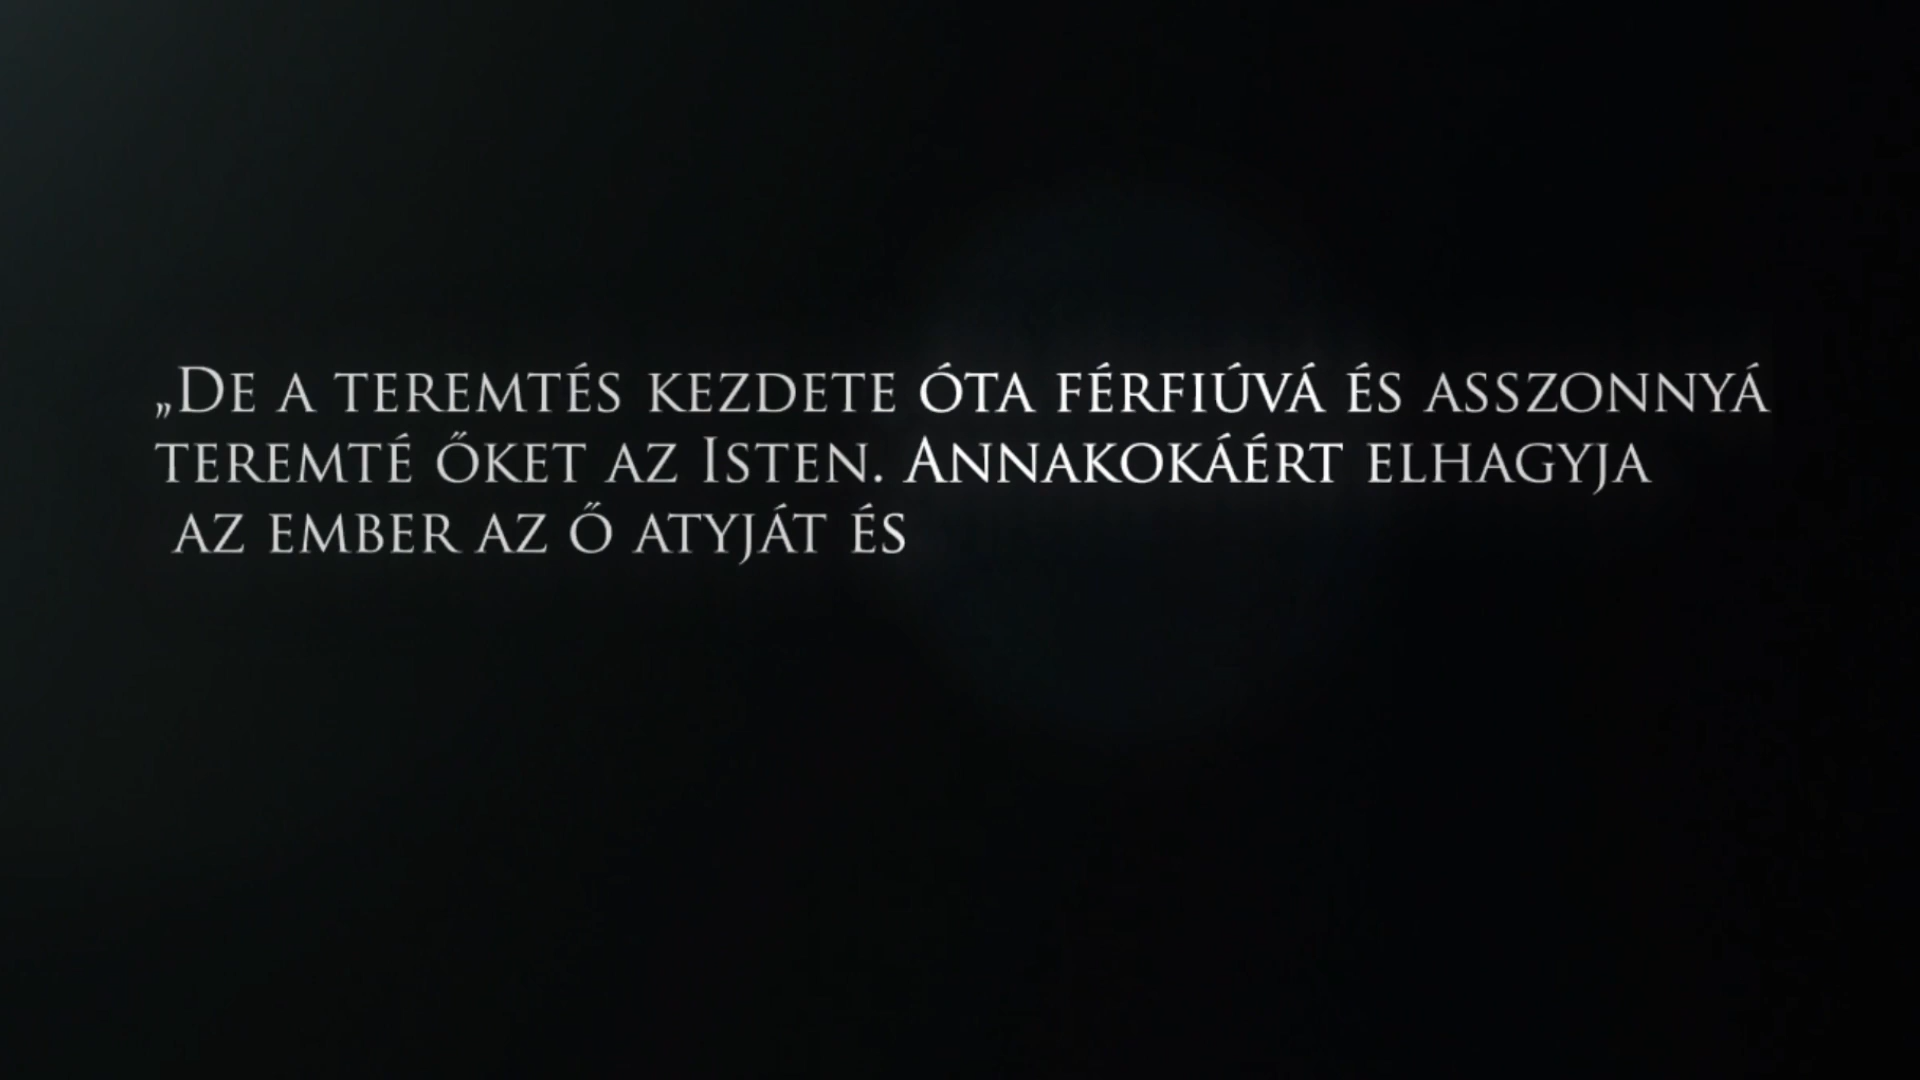 „De a teremtés kezdete óta férfiúvá és asszonnyá
teremté őket az Isten. Annakokáért elhagyja
az ember az ő atyját és